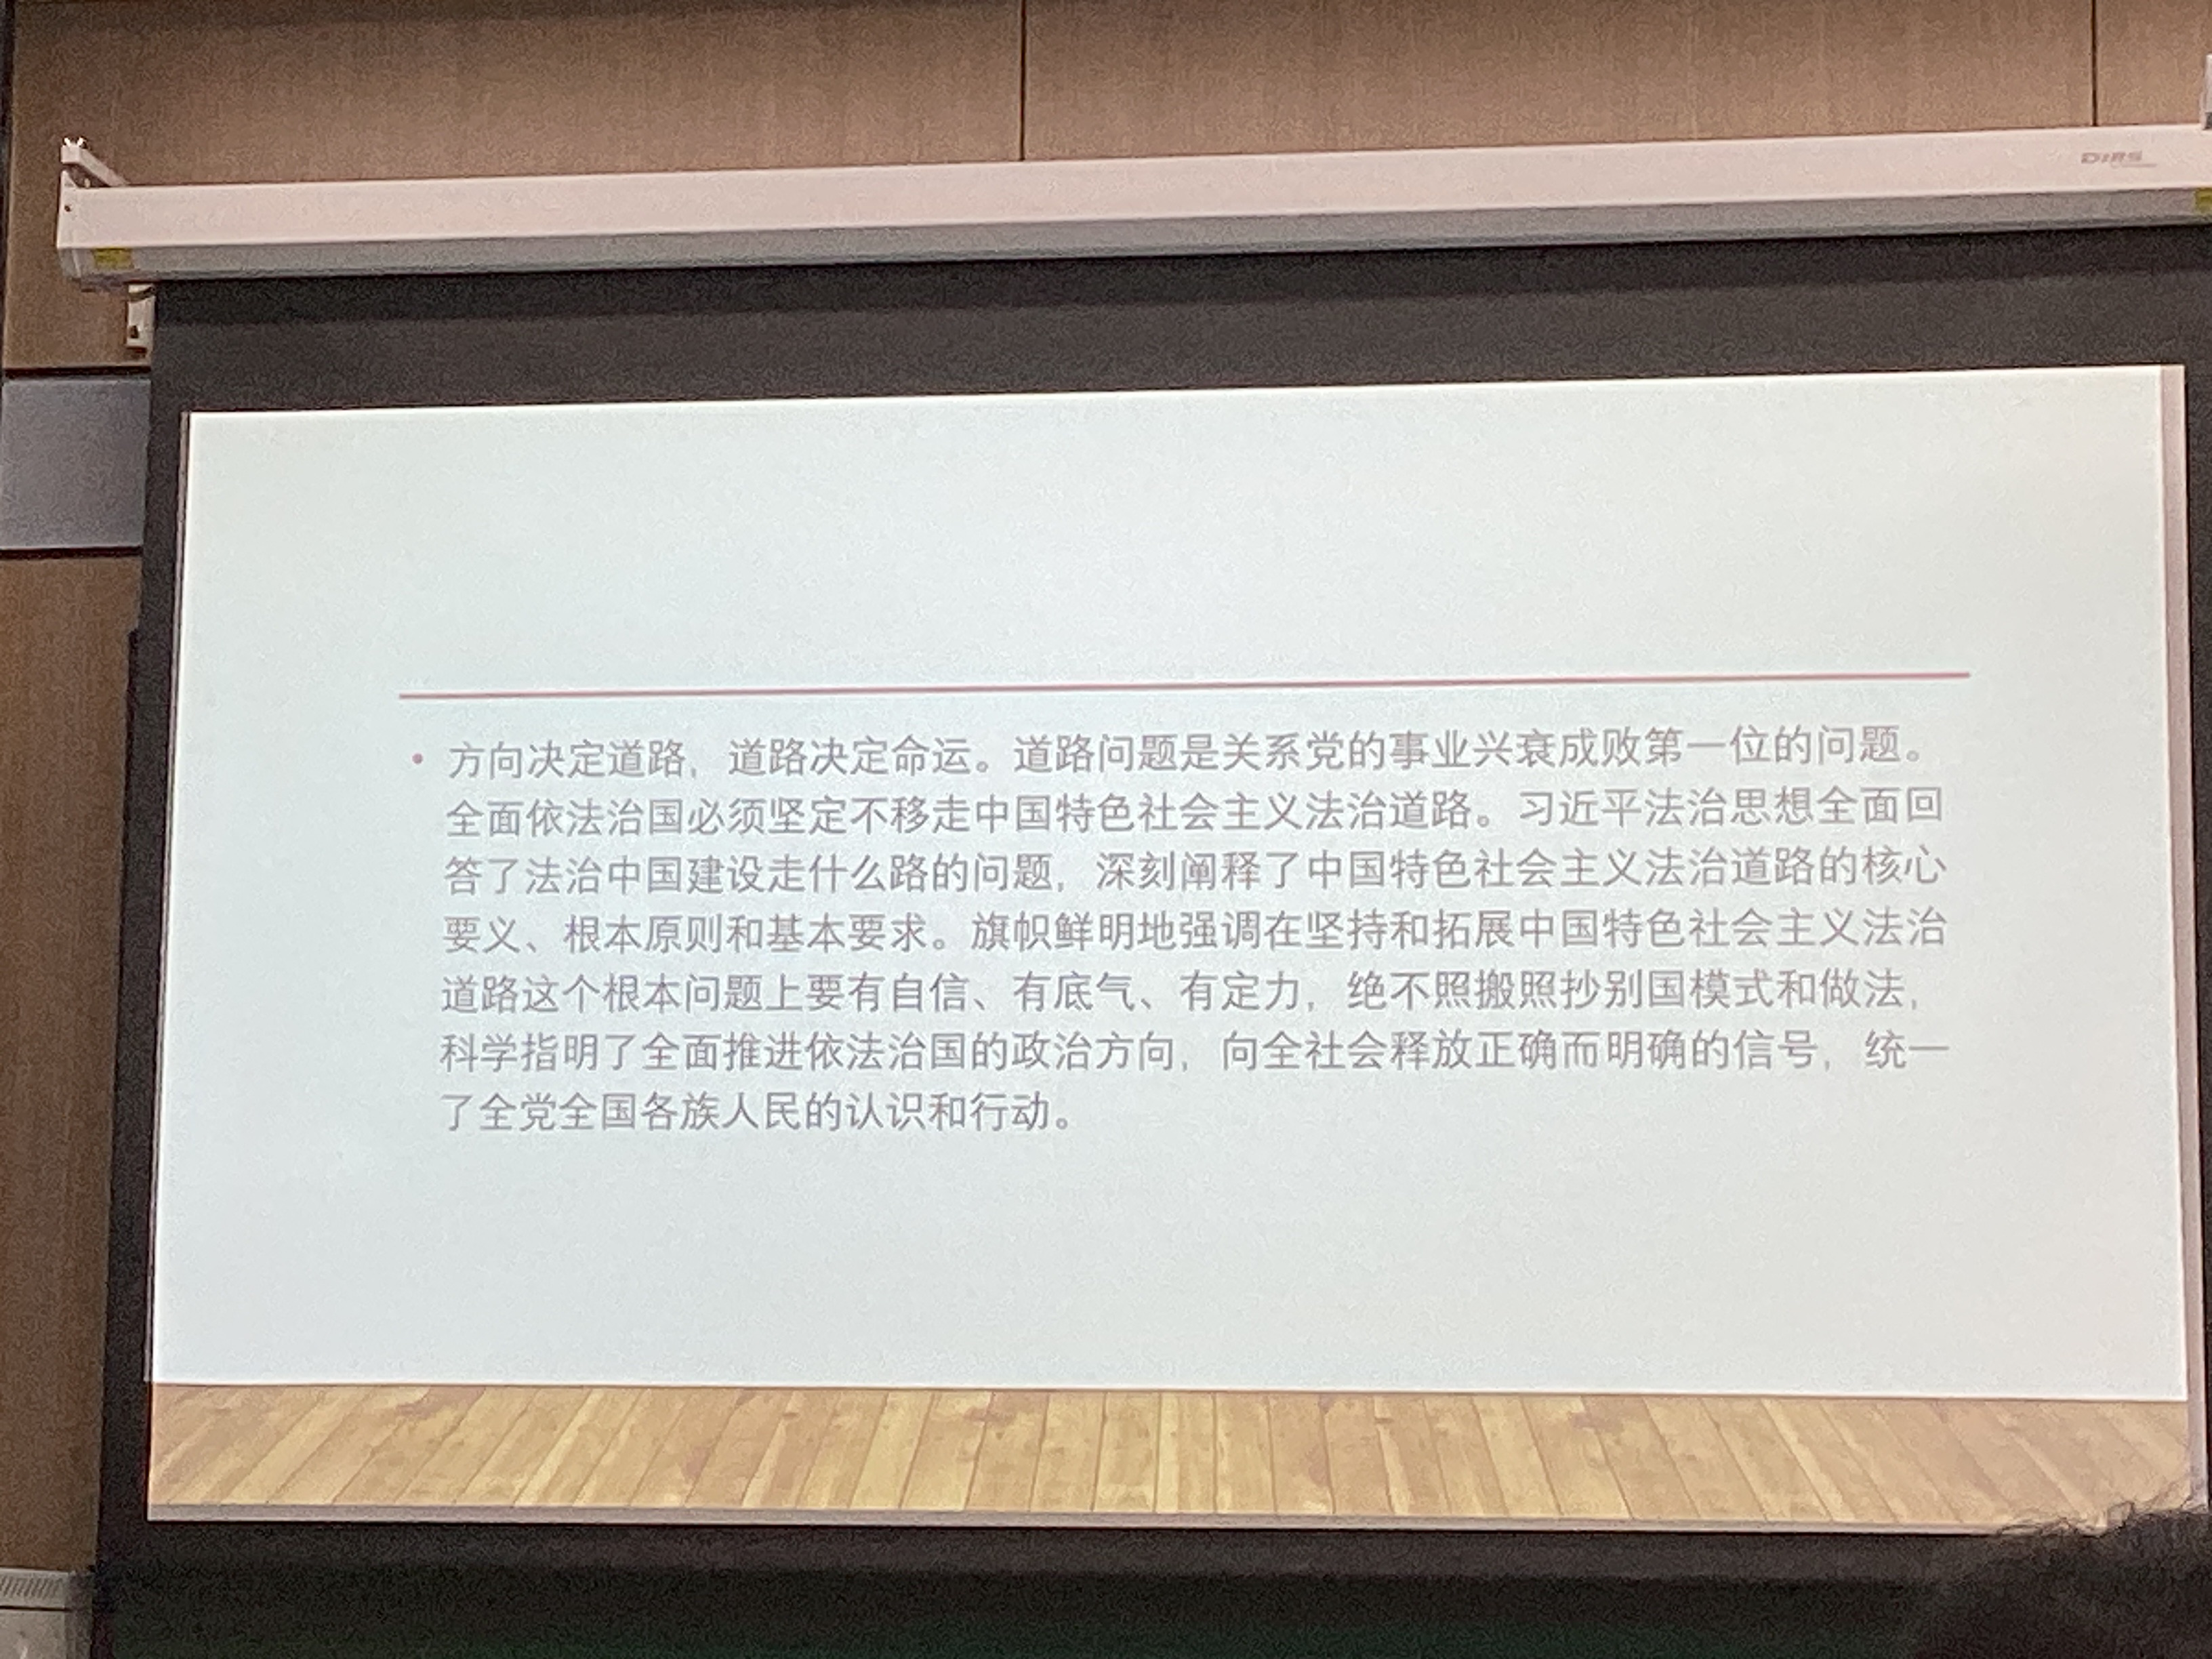 DIRS
• 方向决定道路，道路决定命运。道路问题是关系党的事业兴衰成败第一位的问题。
全面依法治国必须坚定不移走中国特色社会主义法治道路。习近平法治思想全面回
答了法治中国建设走什么路的问题，深刻阐释了中国特色社会主义法治道路的核心
要义、根本原则和基本要求。旗帜鲜明地强调在坚持和拓展中国特色社会主义法治
道路这个根本问题上要有自信、有底气、有定力，绝不照搬照抄别国模式和做法，
科学指明了全面推进依法治国的政治方向，向全社会释放正确而明确的信号，统一
了全党全国各族人民的认识和行动。